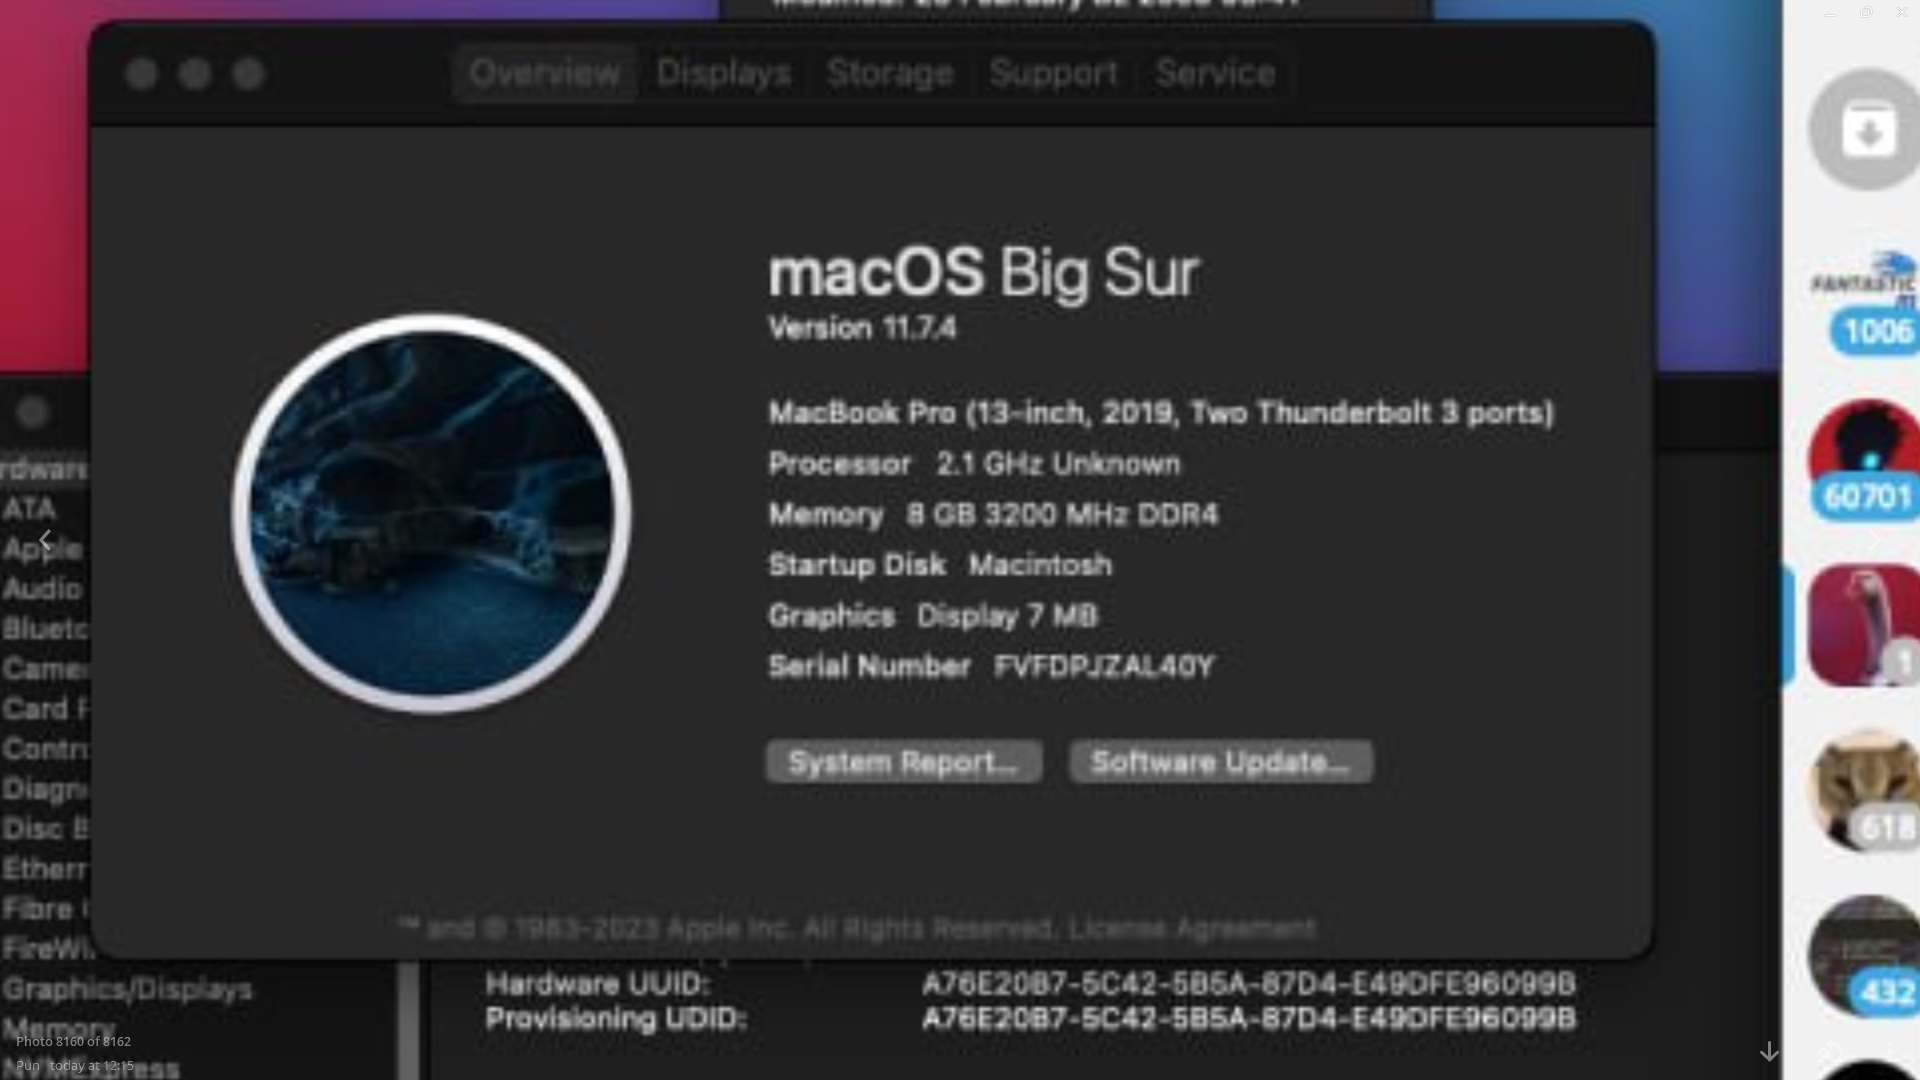 Overview Displays Storage Support Service
macOS Big Sur
Version 11.7.4
MacBook Pro (13-inch, 2019, Two Thunderbolt 3 ports)
Processor 2.1 GHz Unknown
Memory 8 GB 3200 MHz DDR4
Startup Disk Macintosh
Graphics Display 7 MB
Serial Number FVFDPJZAL40Y
System Report... Software Update...
™ and © 1983-2023 Apple Inc. All Rights Reserved. License Agreement
rdware
ATA
Apple
Audio
Bluetc
Camer
Card F
Contro
Diagn
Disc B
Ethern
Fibre
FireWi
Graphics/Displays
Memory
NVMExpress
Hardware UUID: A76E20B7-5C42-5B5A-87D4-E49DFE96099B
Provisioning UDID: A76E20B7-5C42-5B5A-87D4-E49DFE96099B
Photo 8160 of 8162
Pun today at 12:15
FANTASTIC
1006
60701
1
618
432